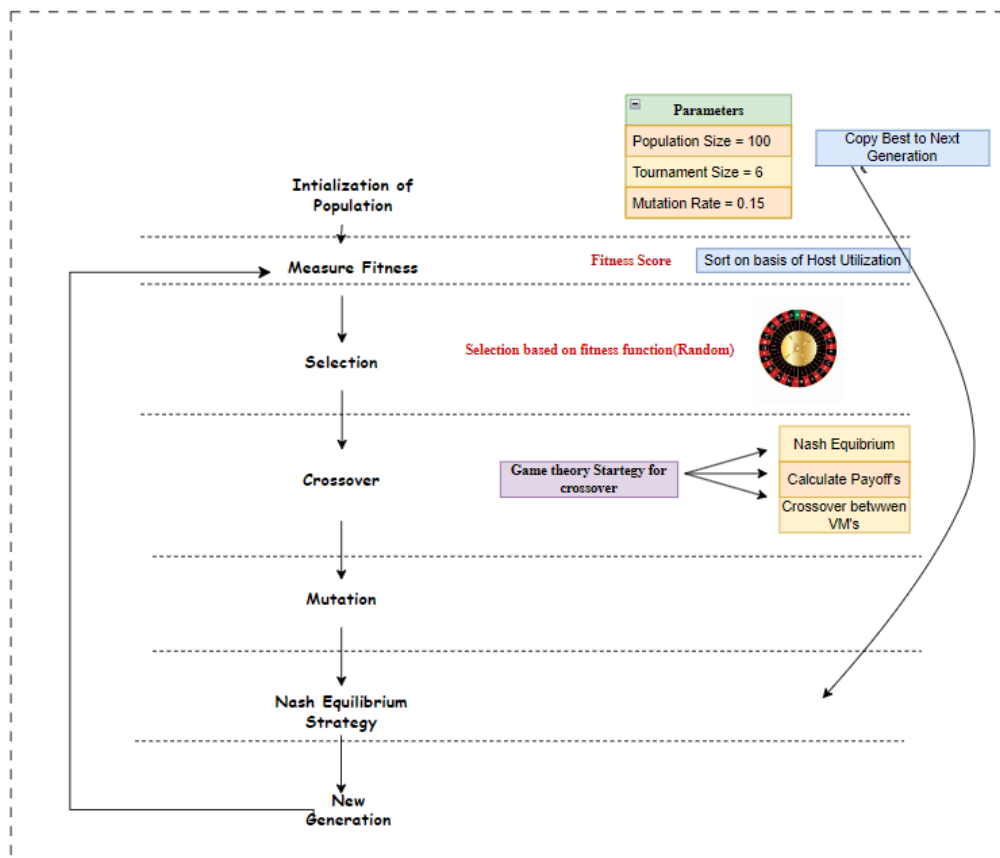 Parameters
Population Size = 100
Tournament Size = 6
Mutation Rate = 0.15
Copy Best to Next
Generation
Intialization of
Population
Measure Fitness
Fitness Score
Sort on basis of Host Utilization
Selection
Selection based on fitness function(Random)
Crossover
Game theory Startegy for
crossover
Nash Equibrium
Calculate Payoff's
Crossover betwwen
VM's
Mutation
Nash Equilibrium
Strategy
New
Generation